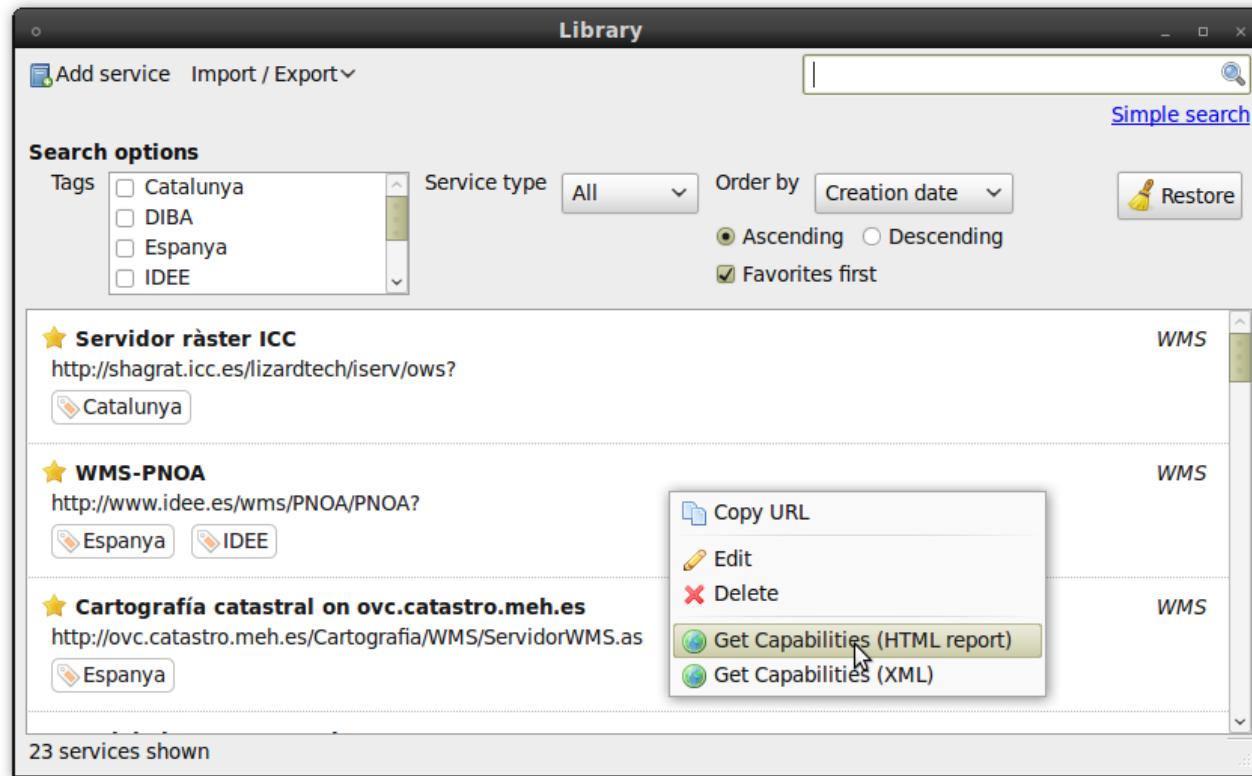 Library
Add service Import / Export
Simple search
Search options
Tags Catalunya Service type All Order by Creation date Restore
DIBA
Ascending Descending
Espanya
IDEE Favorites first
Servidor ràster ICC WMS
http://shagrat.icc.es/lizardtech/iserv/ows?
Catalunya
WMS-PNOA WMS
http://www.idee.es/wms/PNOA/PNOA?
Espanya IDEE
Copy URL
Edit
Delete
Get Capabilities (HTML report)
Get Capabilities (XML)
Cartografía catastral on ovc.catastro.meh.es WMS
http://ovc.catastro.meh.es/Cartografia/WMS/ServidorWMS.as
Espanya
23 services shown